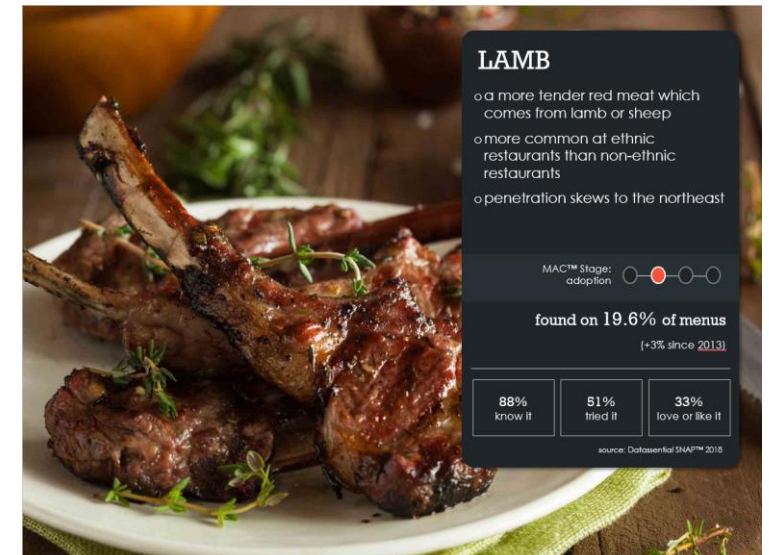 LAMB
o a more tender red meat which
comes from lamb or sheep
o more common at ethnic
restaurants than non-ethnic
restaurants
o penetration skews to the northeast
MAC™ Stage:
adoption
found on 19.6% of menus
(+3% since 2013)
88%
know it
51%
tried it
33%
love or like it
source: Datassential SNAP™ 2018